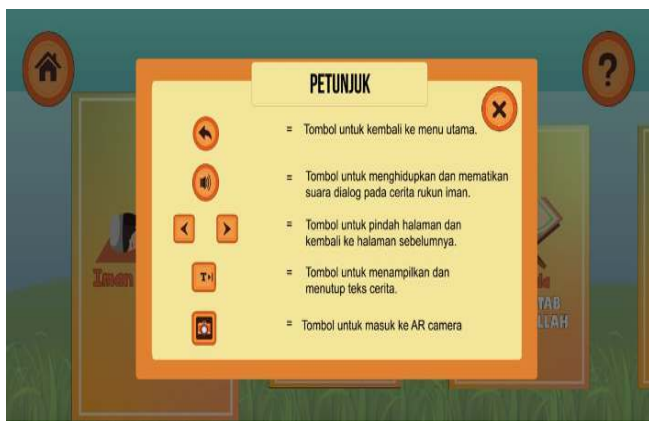 PETUNJUK
= Tombol untuk kembali ke menu utama.
= Tombol untuk menghidupkan dan mematikan
suara dialog pada cerita rukun iman.
= Tombol untuk pindah halaman dan
kembali ke halaman sebelumnya.
T
= Tombol untuk menampilkan dan
menutup teks cerita.
= Tombol untuk masuk ke AR camera
?
Iman
TAB
LLAH